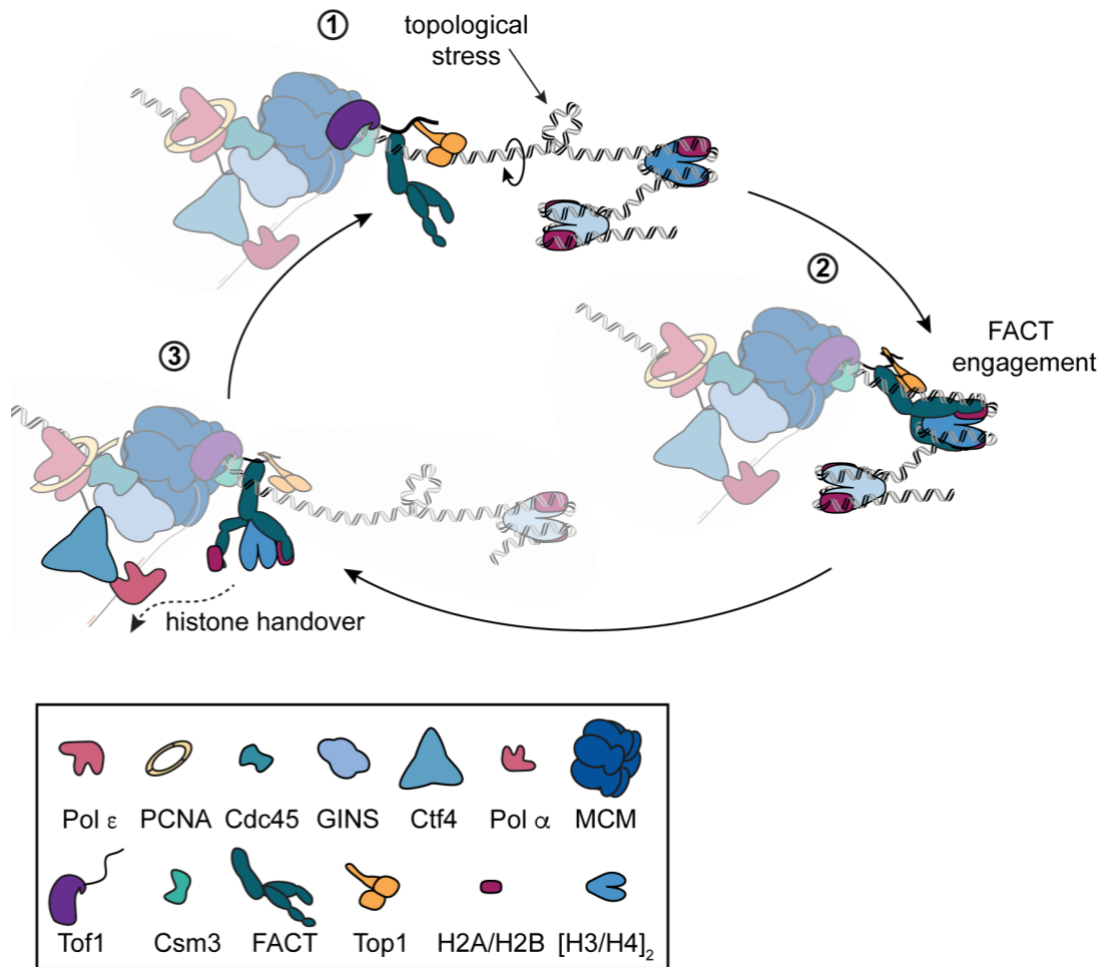 ①
topological
stress
②
FACT
engagement
③
histone handover
Pol ε PCNA Cdc45 GINS Ctf4 Pol α MCM
Tof1 Csm3 FACT Top1 H2A/H2B [H3/H4]₂